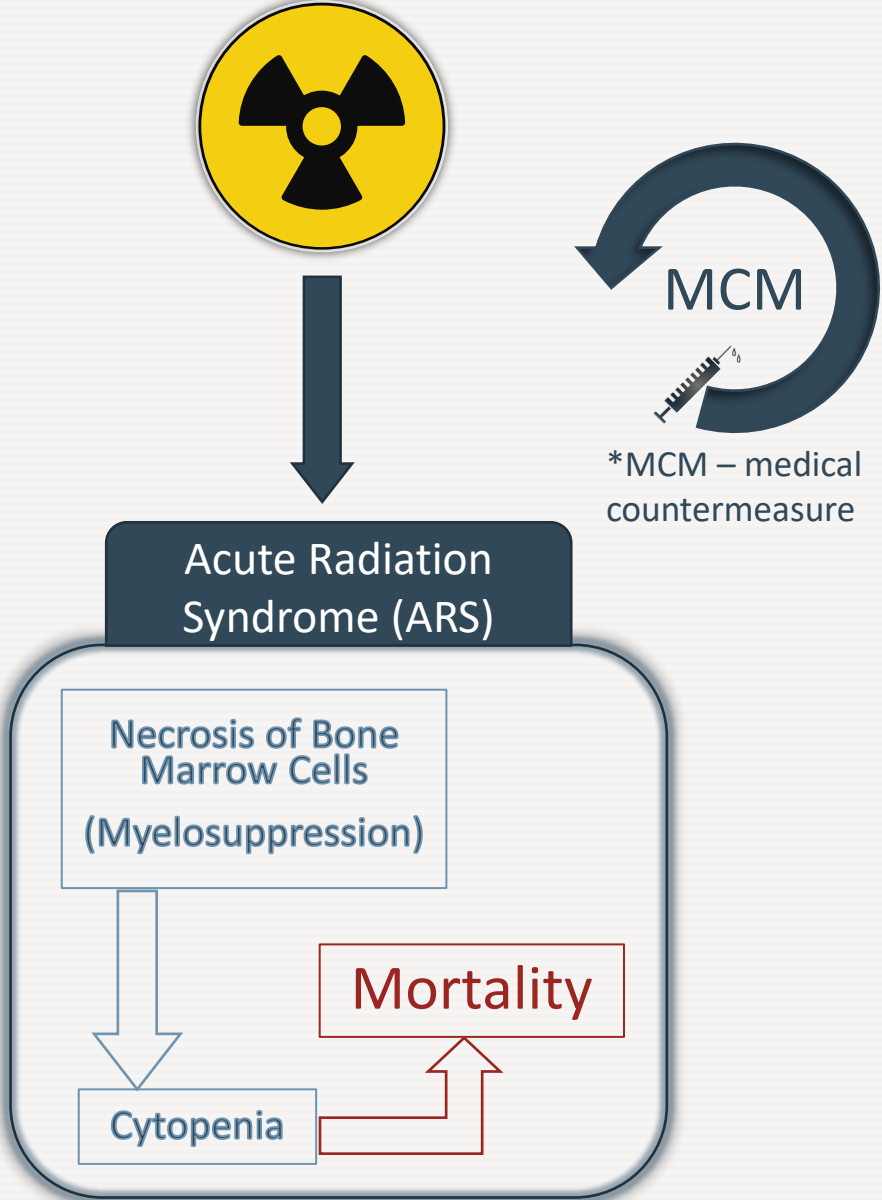 MCM
*MCM – medical
countermeasure
Acute Radiation
Syndrome (ARS)
Necrosis of Bone
Marrow Cells
(Myelosuppression)
Mortality
Cytopenia